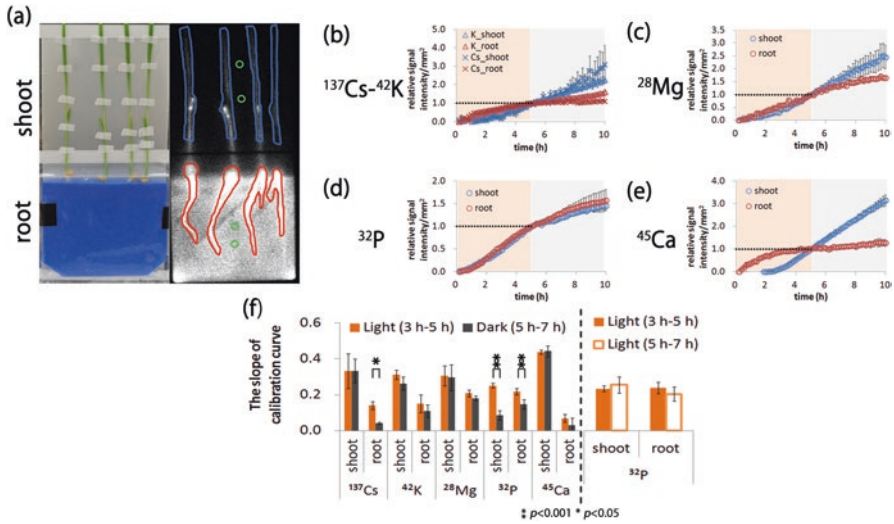 (a)
shoot
root
(b)
137Cs-42K
relative signal intensity/mm2
5.0
4.0
3.0
2.0
1.0
0.0
K_shoot
K_root
Cs_shoot
Cs_root
0 2 4 6 8 10
time (h)
(c)
28Mg
relative signal intensity/mm2
3.5
3.0
2.5
2.0
1.5
1.0
0.5
0.0
shoot
root
0 2 4 6 8 10
time (h)
(d)
32P
relative signal intensity/mm2
2.0
1.5
1.0
0.5
0.0
shoot
root
0 2 4 6 8 10
time (h)
(e)
45Ca
relative signal intensity/mm2
4.0
3.0
2.0
1.0
0.0
shoot
root
0 2 4 6 8 10
time (h)
(f)
The slope of calibration curve
0.6
0.4
0.2
0.0
Light (3 h-5 h) Dark (5 h-7 h)
* ** **
shoot root shoot root shoot root shoot root shoot root
137Cs 42K 28Mg 32P 45Ca
Light (3 h-5 h)
Light (5 h-7 h)
shoot root
32P
** p<0.001 * p<0.05